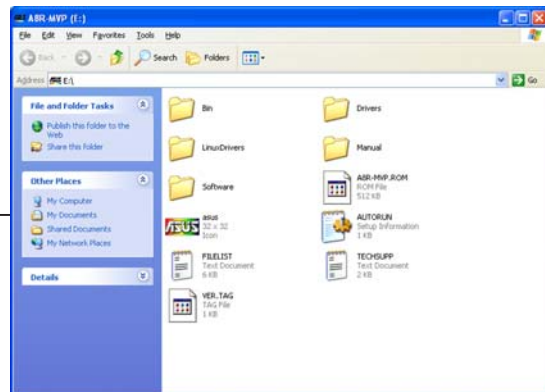 A8R-MVP (E:)
File Edit View Favorites Tools Help
Back Search Folders
Address E:\ Go
File and Folder Tasks
Publish this folder to the Web
Share this folder
Other Places
My Computer
My Documents
Shared Documents
My Network Places
Details
Bin
Drivers
LinuxDrivers
Manual
Software
A8R-MVP.ROM
ROM File
512 KB
ASUS
asus
32 x 32
Icon
AUTORUN
Setup Information
1 KB
FILELIST
Text Document
6 KB
TECHSUPP
Text Document
2 KB
VER.TAG
TAG File
1 KB